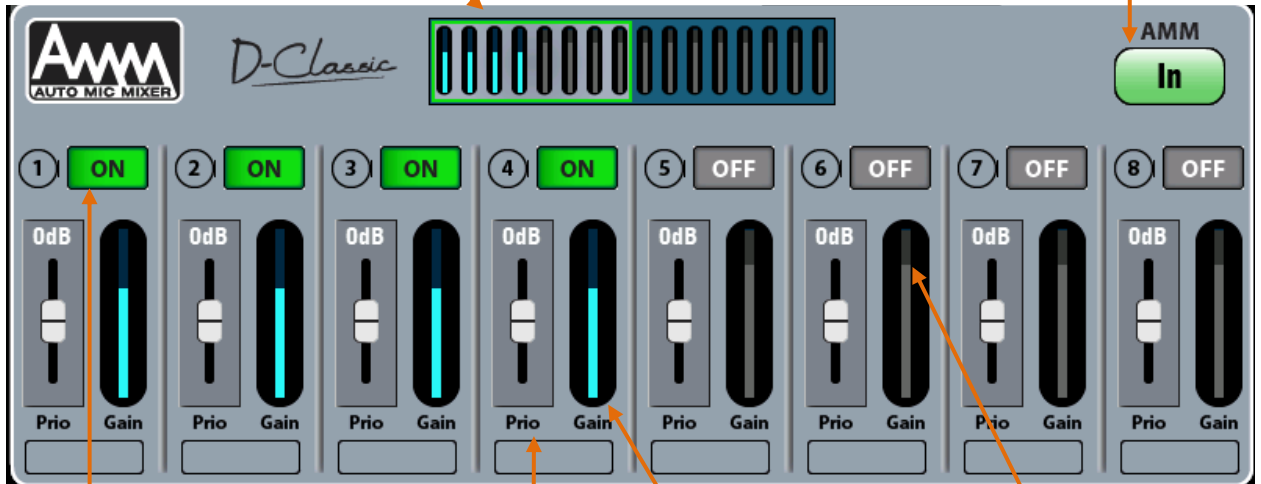 AMM
AUTO MIC MIXER
D-Classic
AMM
In
1 ON 2 ON 3 ON 4 ON 5 OFF 6 OFF 7 OFF 8 OFF
0dB 0dB 0dB 0dB 0dB 0dB 0dB 0dB
Prio Gain Prio Gain Prio Gain Prio Gain Prio Gain Prio Gain Prio Gain Prio Gain